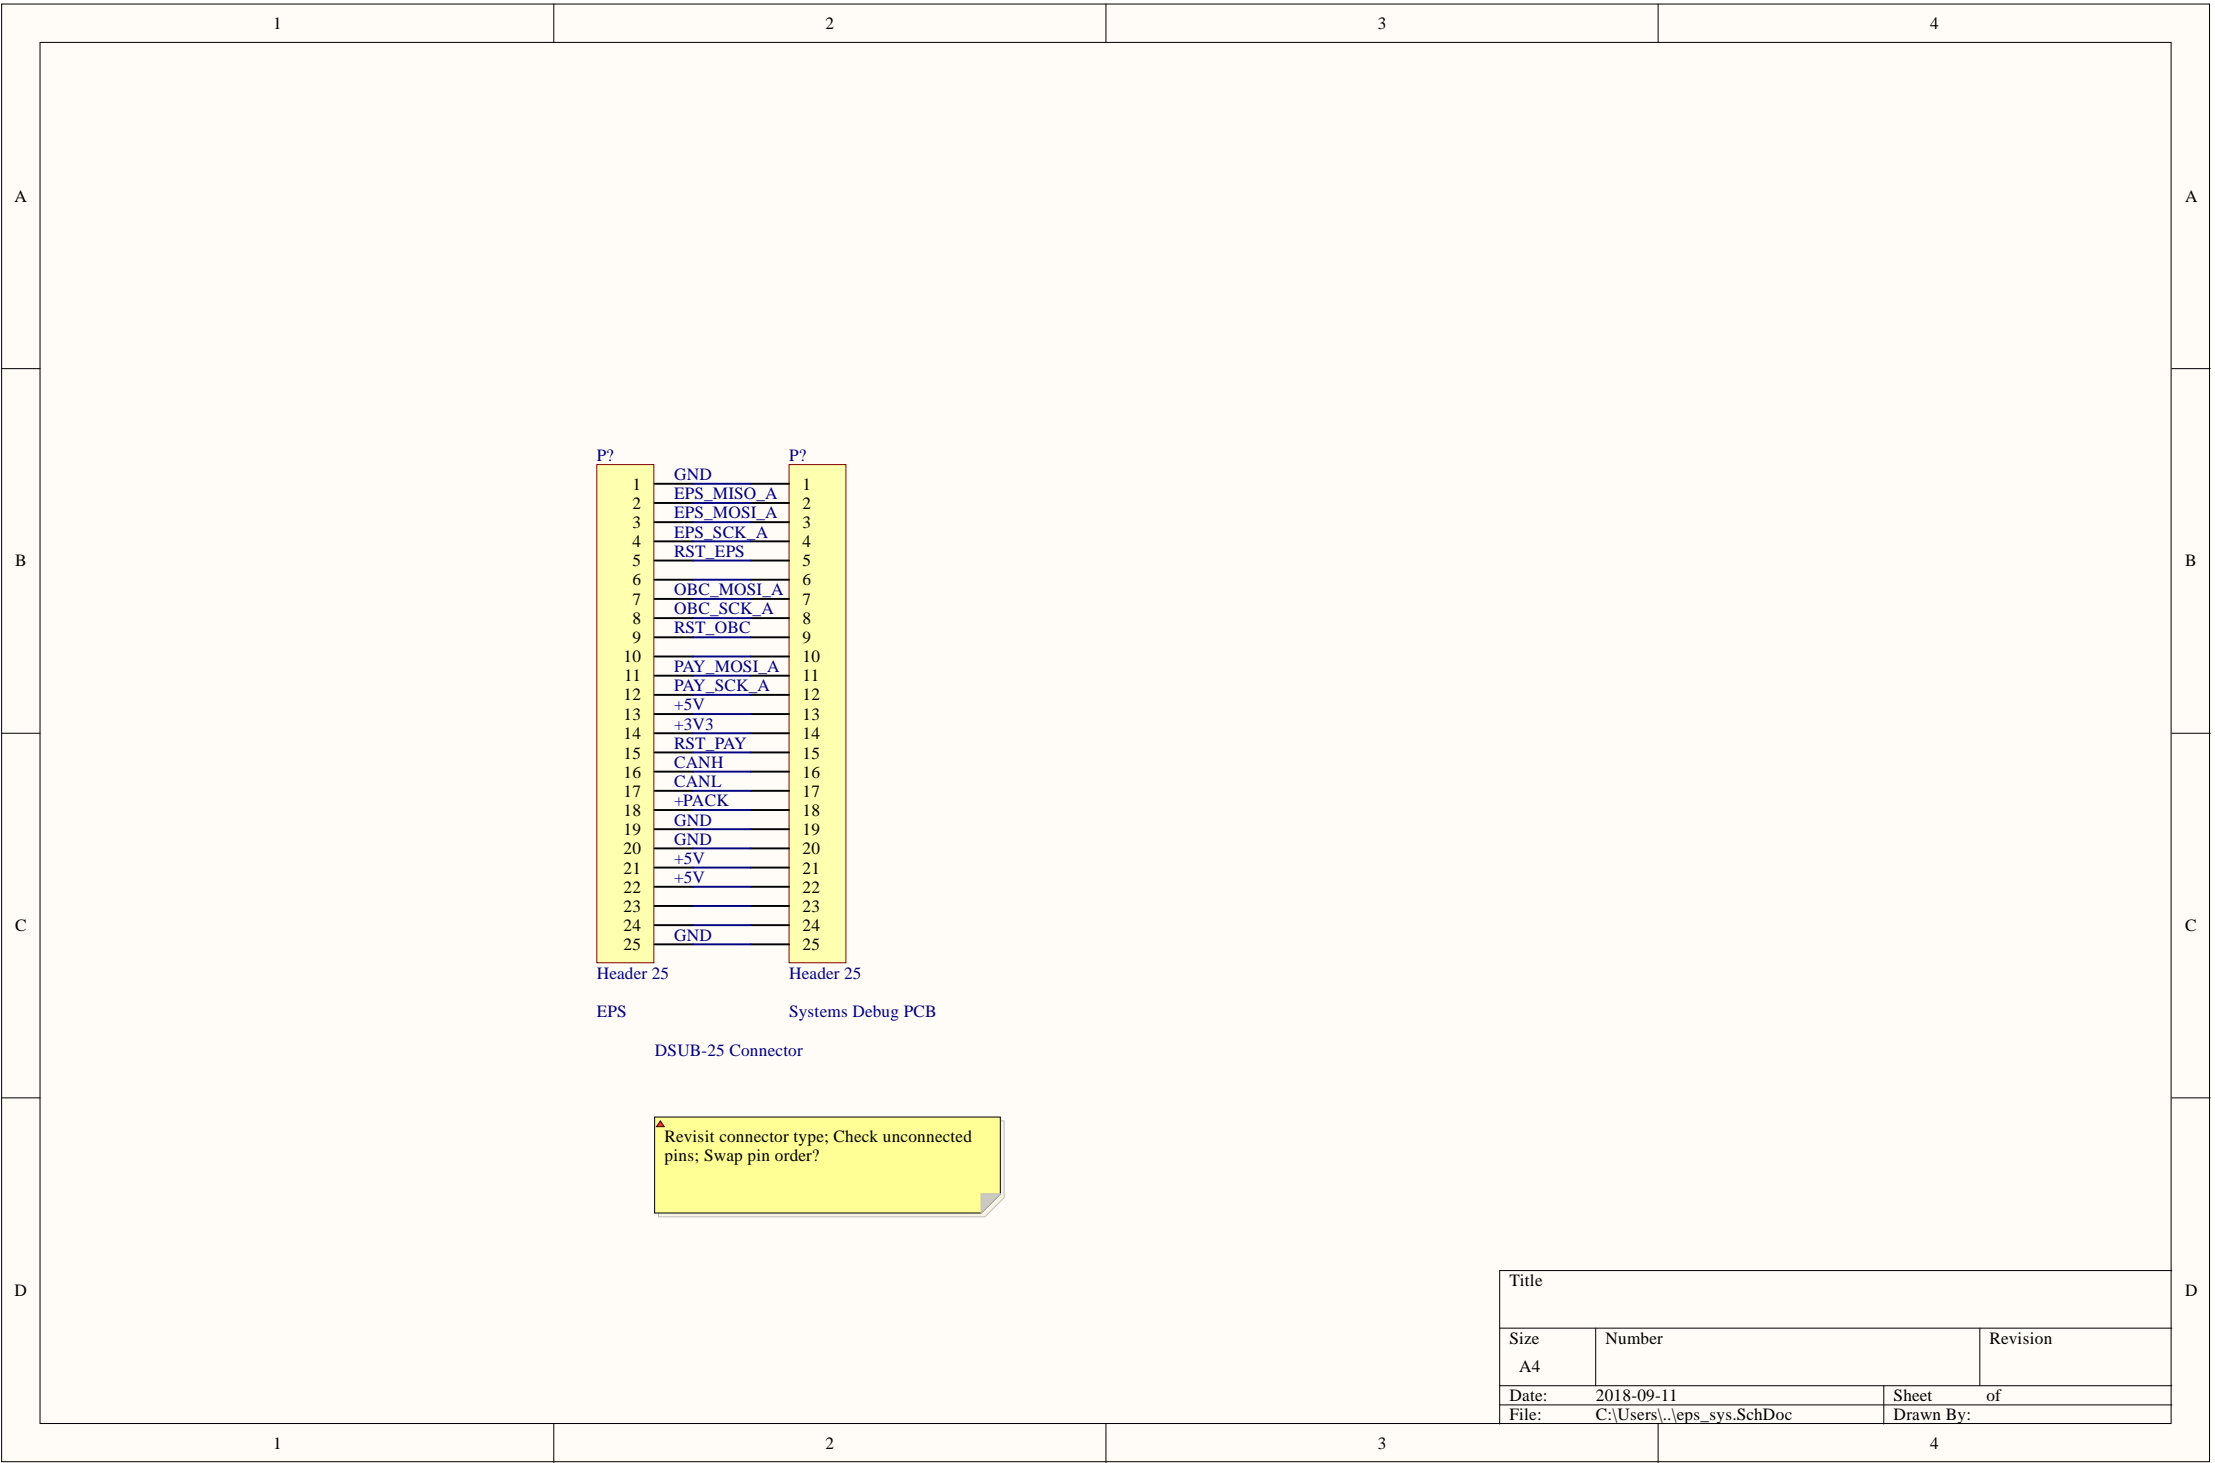 1 2 3 4
A A
B B
C C
D D
P? P?
1 GND 1
2 EPS_MISO_A 2
3 EPS_MOSI_A 3
4 EPS_SCK_A 4
5 RST_EPS 5
6 6
7 OBC_MOSI_A 7
8 OBC_SCK_A 8
9 RST_OBC 9
10 10
11 PAY_MOSI_A 11
12 PAY_SCK_A 12
13 +5V 13
14 +3V3 14
15 RST_PAY 15
16 CANH 16
17 CANL 17
18 +PACK 18
19 GND 19
20 GND 20
21 +5V 21
22 +5V 22
23 23
24 24
25 GND 25
Header 25 Header 25
EPS Systems Debug PCB
DSUB-25 Connector
Revisit connector type; Check unconnected
pins; Swap pin order?
Title
Size Number Revision
A4
Date: 2018-09-11 Sheet of
File: C:\Users\..\eps_sys.SchDoc Drawn By:
1 2 3 4